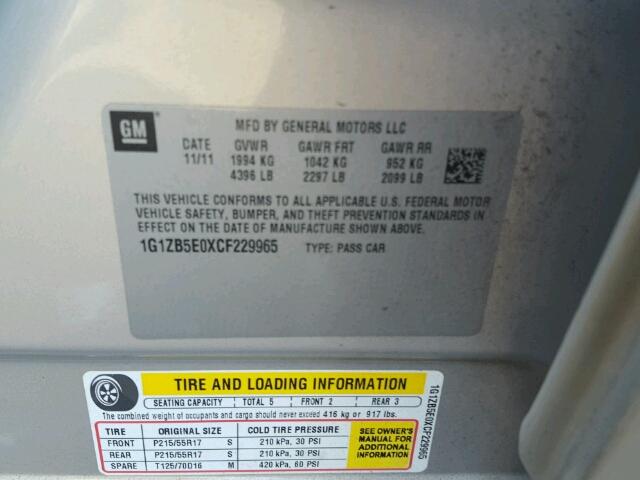 GM
MFD BY GENERAL MOTORS LLC
DATE GVWR GAWR FRT GAWR RR
11/11 1994 KG 1042 KG 952 KG
4396 LB 2297 LB 2099 LB
THIS VEHICLE CONFORMS TO ALL APPLICABLE U.S. FEDERAL MOTOR
VEHICLE SAFETY, BUMPER, AND THEFT PREVENTION STANDARDS IN
EFFECT ON THE DATE OF MANUFACTURE SHOWN ABOVE.
1G1ZB5E0XCF229965 TYPE: PASS CAR
TIRE AND LOADING INFORMATION
SEATING CAPACITY TOTAL 5 FRONT 2 REAR 3
The combined weight of occupants and cargo should never exceed 416 kg or 917 lbs.
TIRE ORIGINAL SIZE COLD TIRE PRESSURE
FRONT P215/55R17 S 210 kPa, 30 PSI
REAR P215/55R17 S 210 kPa, 30 PSI
SPARE T125/70D16 M 420 kPa, 60 PSI
SEE OWNER'S
MANUAL FOR
ADDITIONAL
INFORMATION
1G1ZB5E0XCF229965